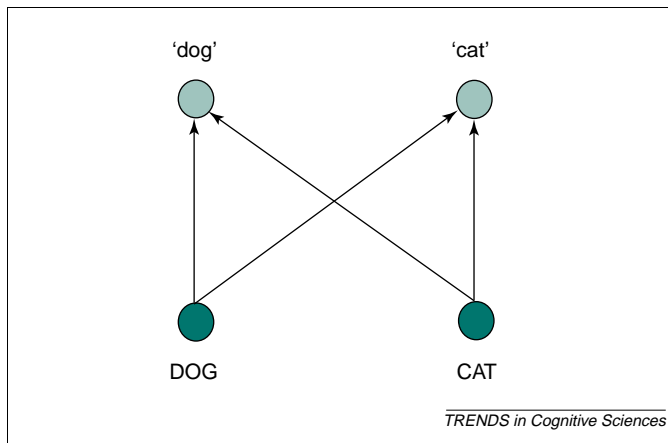 ‘dog’ ‘cat’
DOG CAT
TRENDS in Cognitive Sciences